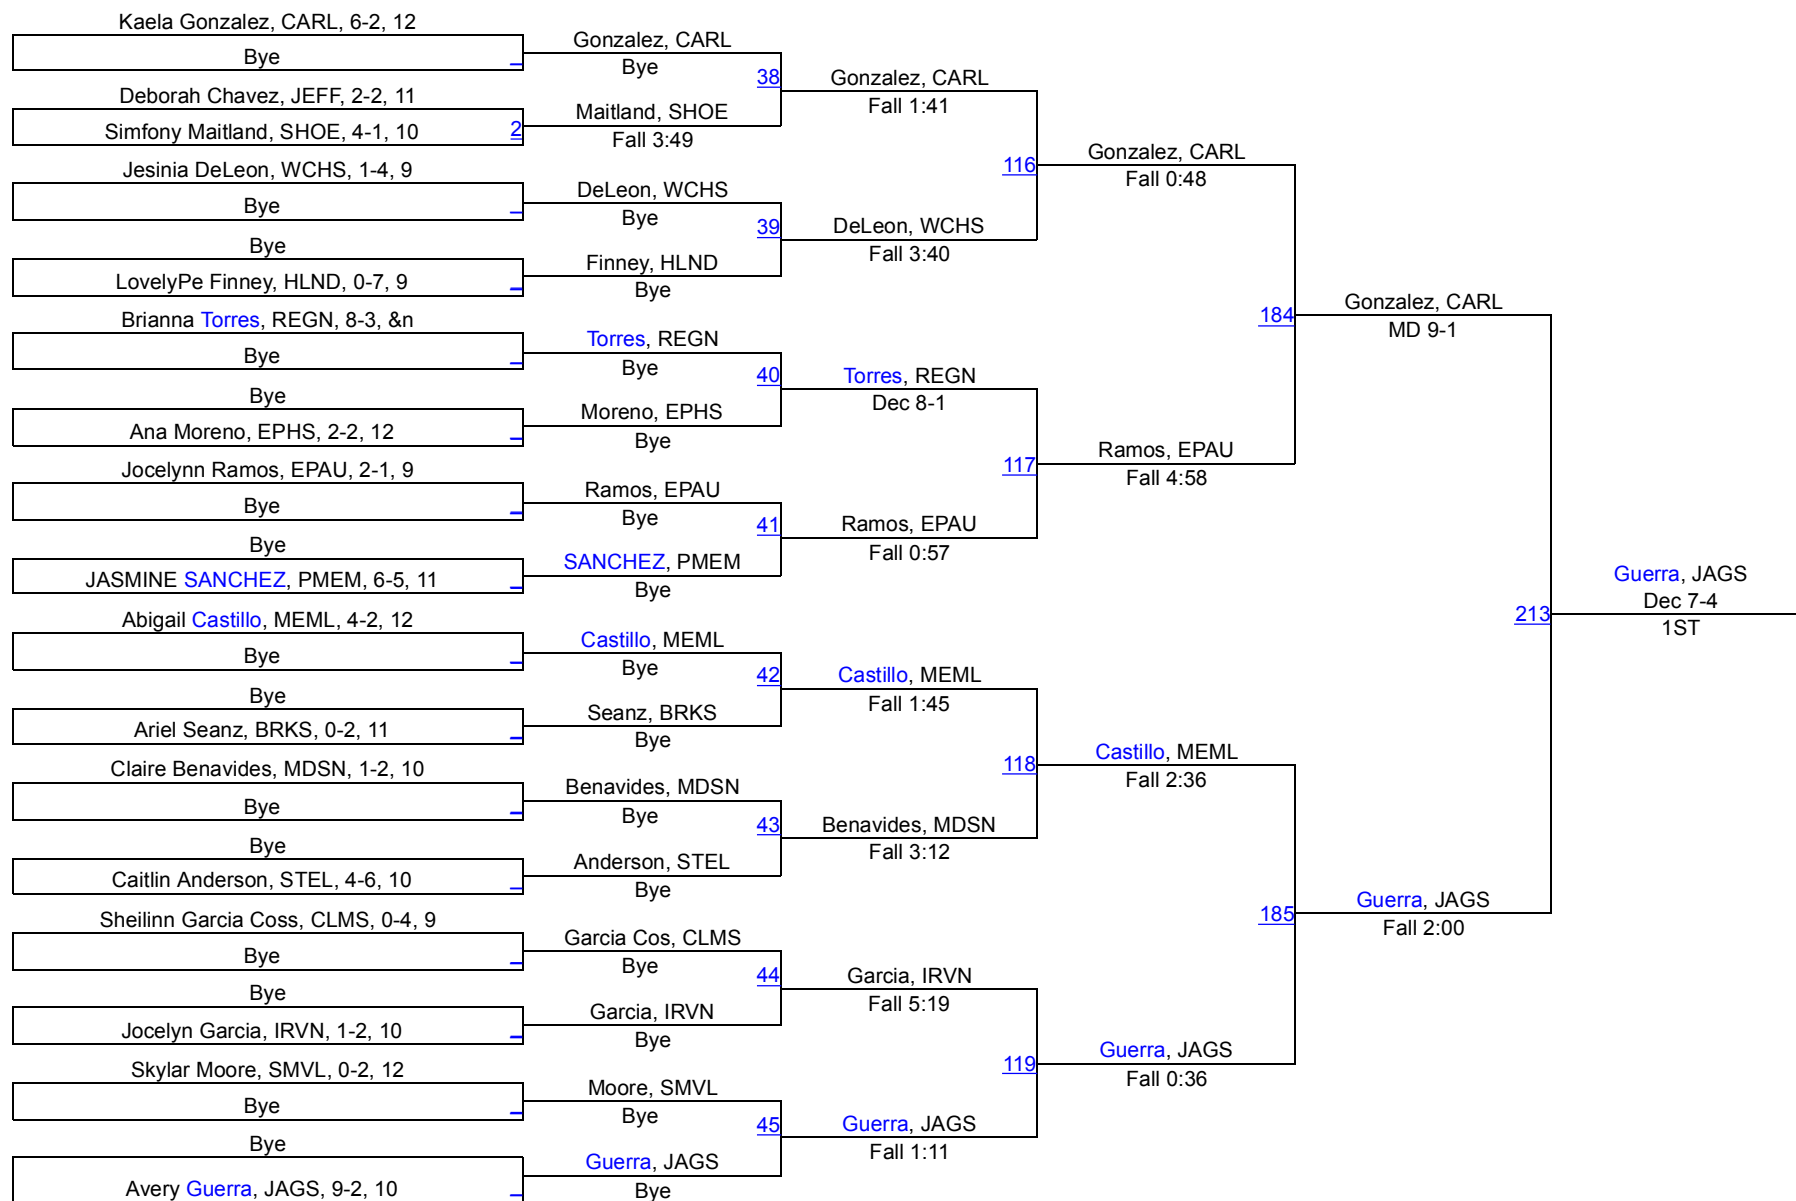 Kaela Gonzalez, CARL, 6-2, 12
Bye
Deborah Chavez, JEFF, 2-2, 11
Simfony Maitland, SHOE, 4-1, 10
2
Jesinia DeLeon, WCHS, 1-4, 9
Bye
Bye
LovelyPe Finney, HLND, 0-7, 9
Brianna Torres, REGN, 8-3, &n
Bye
Bye
Ana Moreno, EPHS, 2-2, 12
Jocelynn Ramos, EPAU, 2-1, 9
Bye
Bye
JASMINE SANCHEZ, PMEM, 6-5, 11
Abigail Castillo, MEML, 4-2, 12
Bye
Bye
Ariel Seanz, BRKS, 0-2, 11
Claire Benavides, MDSN, 1-2, 10
Bye
Bye
Caitlin Anderson, STEL, 4-6, 10
Sheilinn Garcia Coss, CLMS, 0-4, 9
Bye
Bye
Jocelyn Garcia, IRVN, 1-2, 10
Skylar Moore, SMVL, 0-2, 12
Bye
Bye
Avery Guerra, JAGS, 9-2, 10
Gonzalez, CARL
Bye
38
Maitland, SHOE
Fall 3:49
DeLeon, WCHS
Bye
39
Finney, HLND
Bye
Torres, REGN
Bye
40
Moreno, EPHS
Bye
Ramos, EPAU
Bye
41
SANCHEZ, PMEM
Bye
Castillo, MEML
Bye
42
Seanz, BRKS
Bye
Benavides, MDSN
Bye
43
Anderson, STEL
Bye
Garcia Cos, CLMS
Bye
44
Garcia, IRVN
Bye
Moore, SMVL
Bye
45
Guerra, JAGS
Bye
Gonzalez, CARL
Fall 1:41
116
DeLeon, WCHS
Fall 3:40
Torres, REGN
Dec 8-1
117
Ramos, EPAU
Fall 0:57
Castillo, MEML
Fall 1:45
118
Benavides, MDSN
Fall 3:12
Garcia, IRVN
Fall 5:19
119
Guerra, JAGS
Fall 1:11
Gonzalez, CARL
Fall 0:48
184
Ramos, EPAU
Fall 4:58
Castillo, MEML
Fall 2:36
185
Guerra, JAGS
Fall 0:36
Gonzalez, CARL
MD 9-1
213
Guerra, JAGS
Fall 2:00
Guerra, JAGS
Dec 7-4
1ST